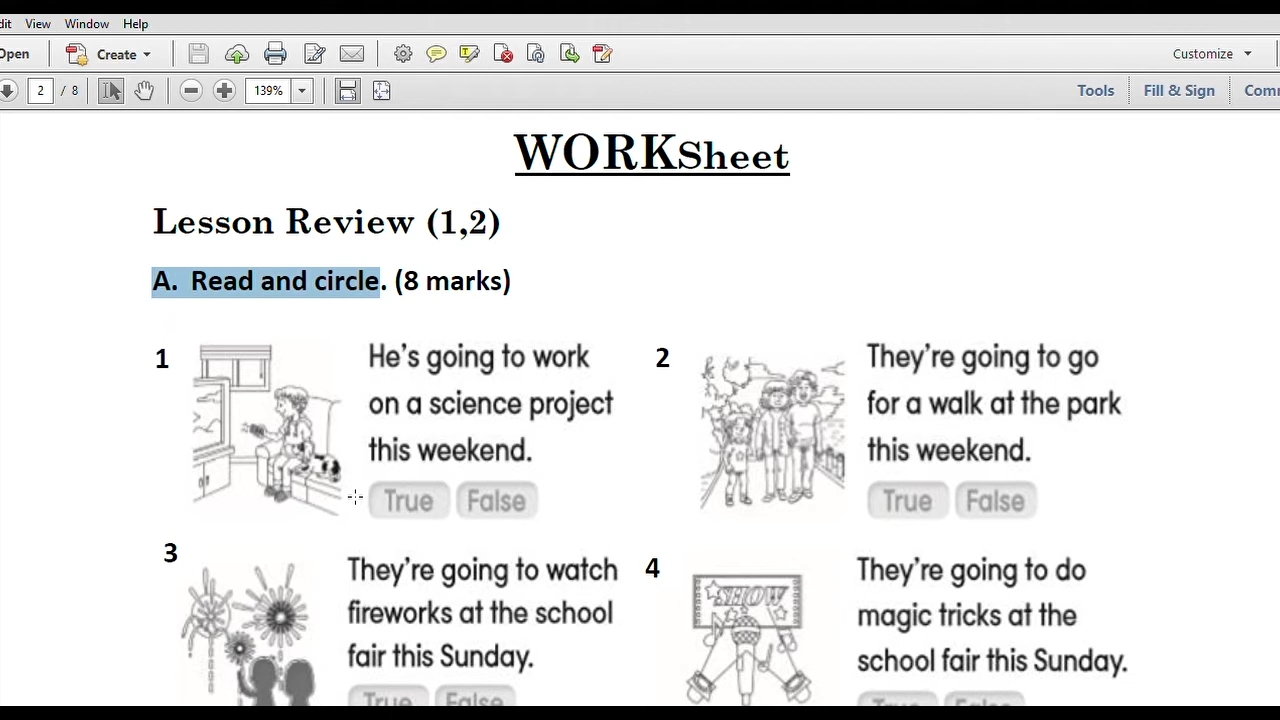 dit View Window Help
Open Create Customize
2 / 8 139% Tools Fill & Sign Comm
WORKSheet
Lesson Review (1,2)
A. Read and circle. (8 marks)
1 He's going to work
on a science project
this weekend.
True False
2 They're going to go
for a walk at the park
this weekend.
True False
3 They're going to watch
fireworks at the school
fair this Sunday.
True False
4 SHOW
They're going to do
magic tricks at the
school fair this Sunday.
True False